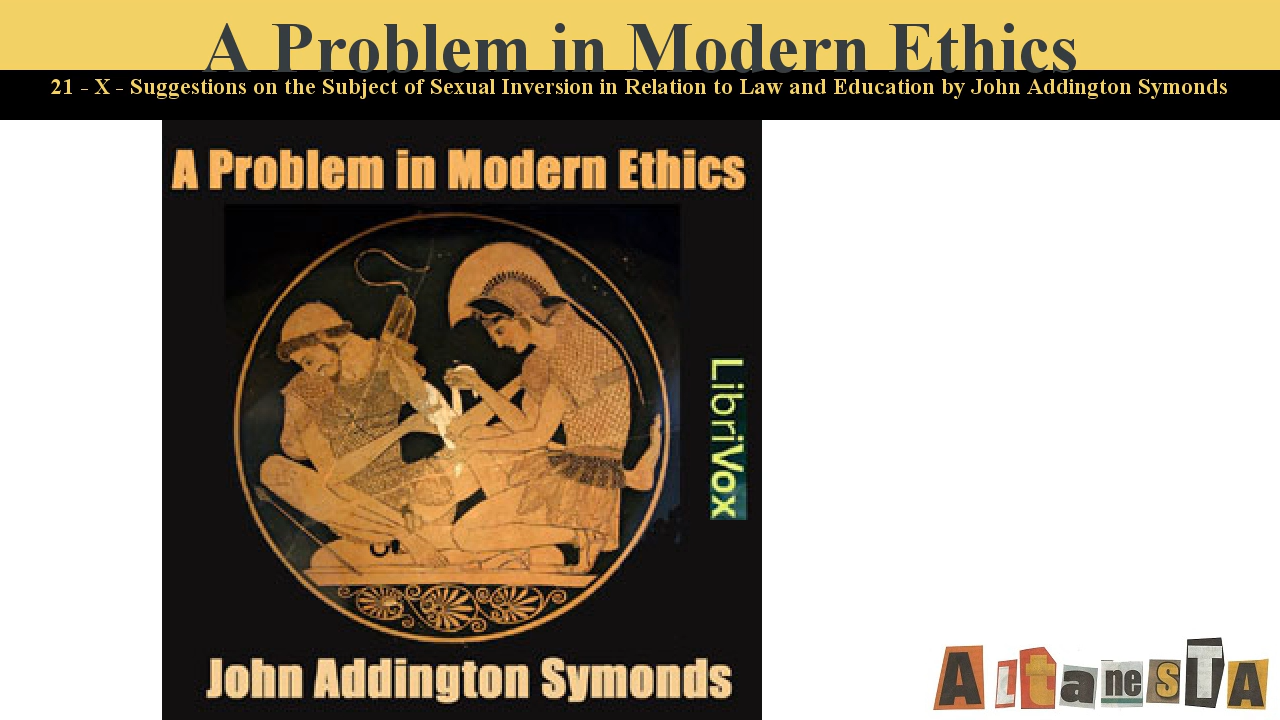 A Problem in Modern Ethics
21 - X - Suggestions on the Subject of Sexual Inversion in Relation to Law and Education by John Addington Symonds
A Problem in Modern Ethics
LibriVox
John Addington Symonds
AltanesTA